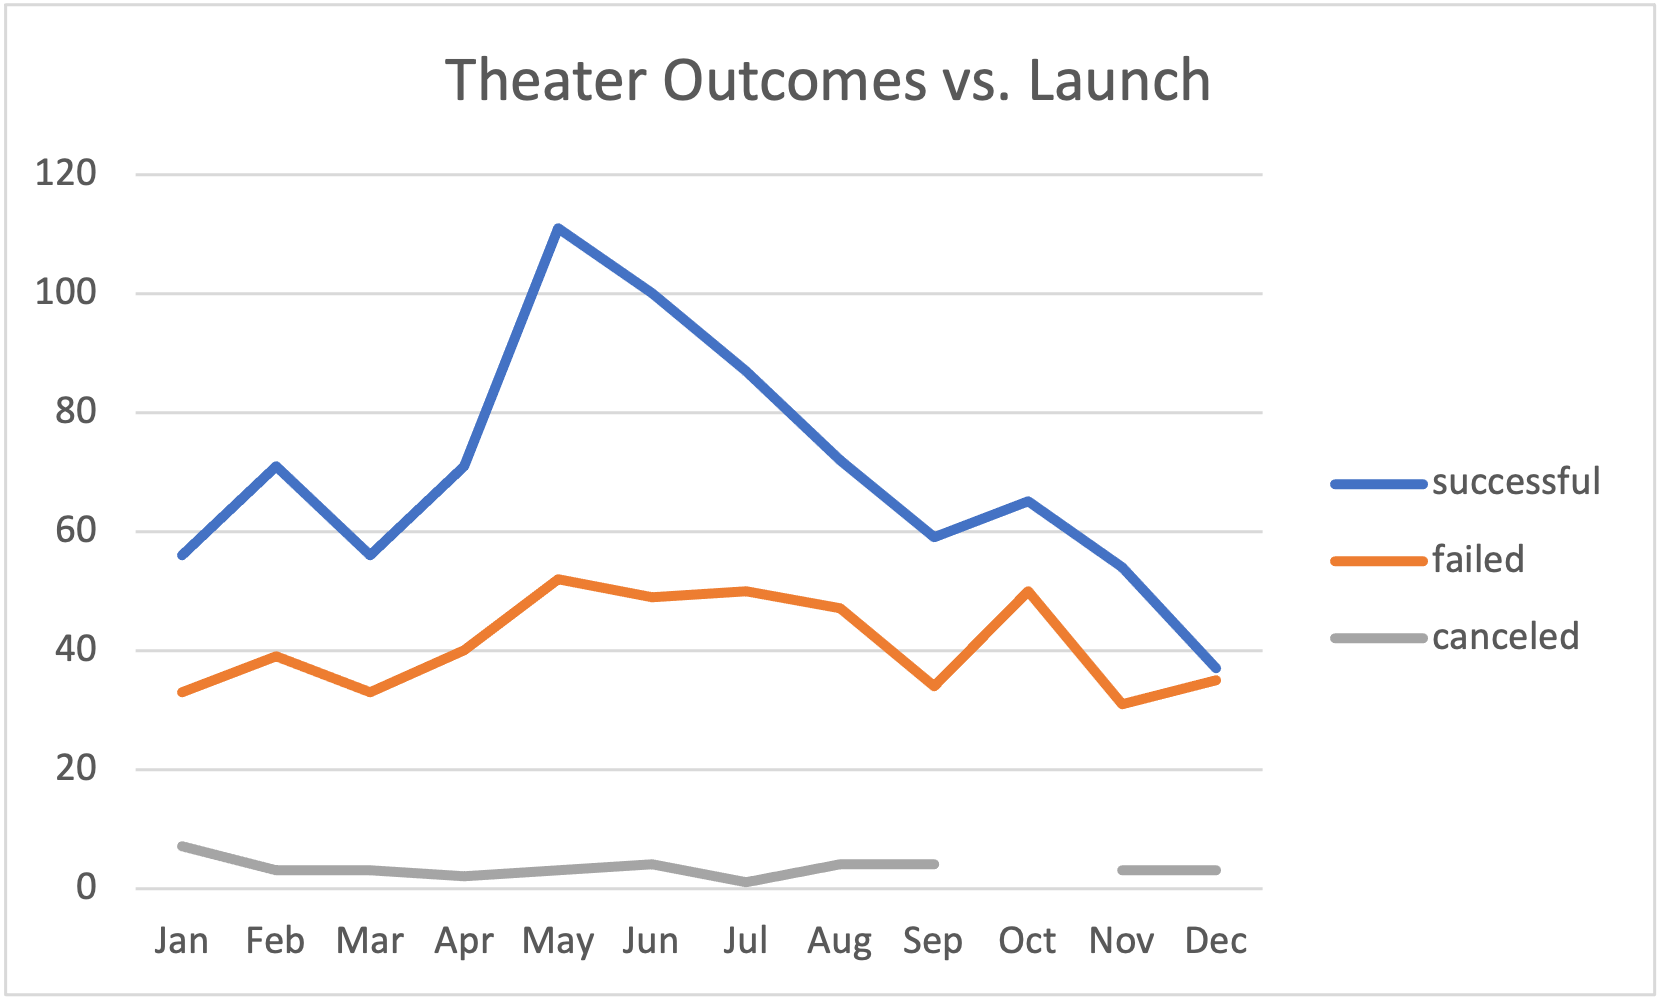 Theater Outcomes vs. Launch
120
100
80
60
40
20
0
Jan Feb Mar Apr May Jun Jul Aug Sep Oct Nov Dec
successful
failed
canceled